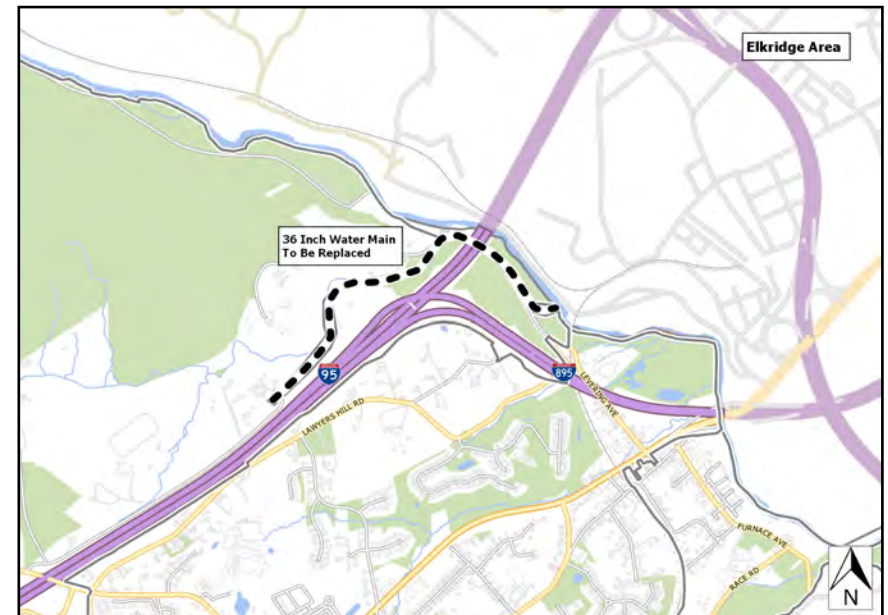 Elkridge Area
36 Inch Water Main
To Be Replaced
95
895
LEVERING AVE
LAWYERS HILL RD
FURNACE AVE
RACE RD
N